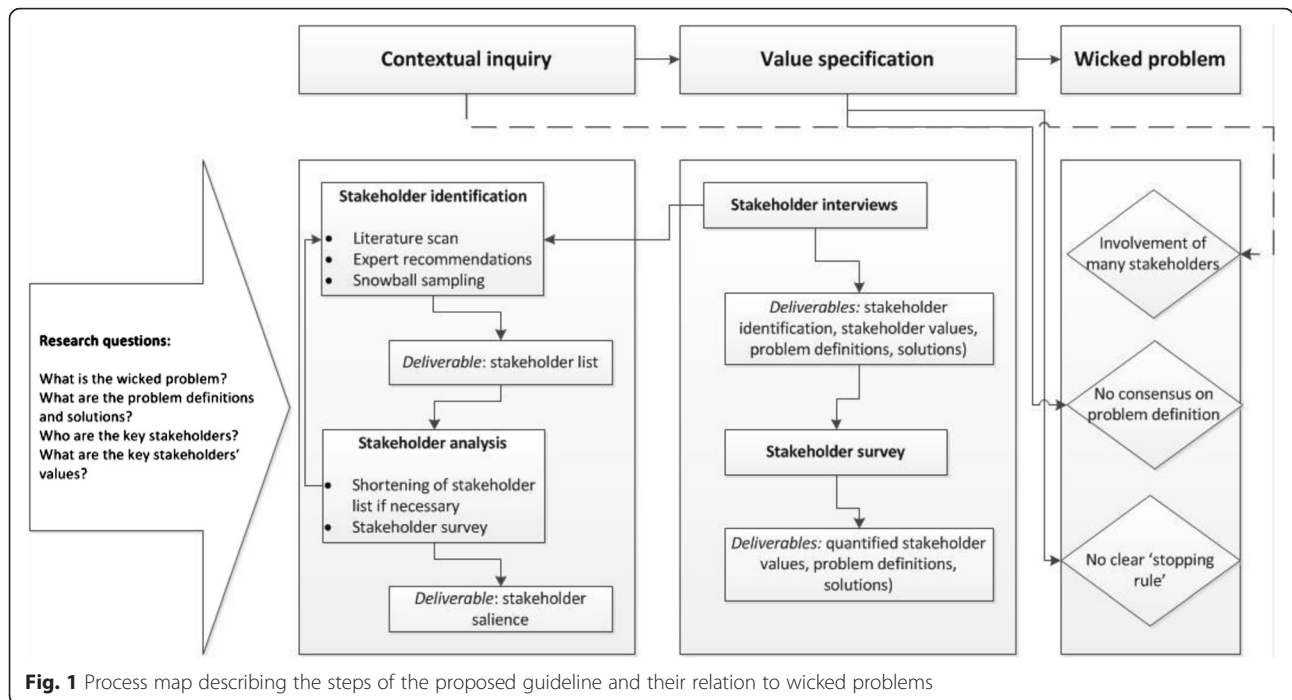 Contextual inquiry
Value specification
Wicked problem
Research questions:
What is the wicked problem?
What are the problem definitions
and solutions?
Who are the key stakeholders?
What are the key stakeholders'
values?
Stakeholder identification
• Literature scan
• Expert recommendations
• Snowball sampling
Deliverable: stakeholder list
Stakeholder analysis
• Shortening of stakeholder
list if necessary
• Stakeholder survey
Deliverable: stakeholder
salience
Stakeholder interviews
Deliverables: stakeholder
identification, stakeholder values,
problem definitions, solutions)
Stakeholder survey
Deliverables: quantified stakeholder
values, problem definitions,
solutions)
Involvement of
many stakeholders
No consensus on
problem definition
No clear 'stopping
rule'
Fig. 1 Process map describing the steps of the proposed guideline and their relation to wicked problems